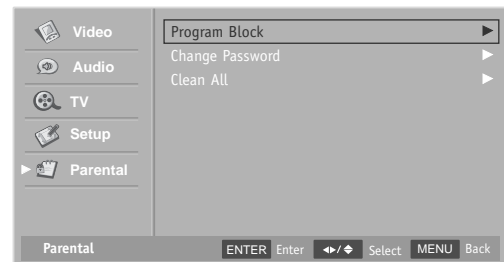 Video
Audio
TV
Setup
Parental
Program Block
Change Password
Clean All
Parental
ENTER Enter Select MENU Back